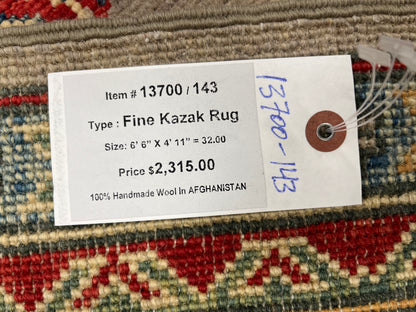 Item # 13700 / 143
Type : Fine Kazak Rug
Size: 6' 6" X 4' 11" = 32.00
Price $2,315.00
100% Handmade Wool In AFGHANISTAN
13700-143